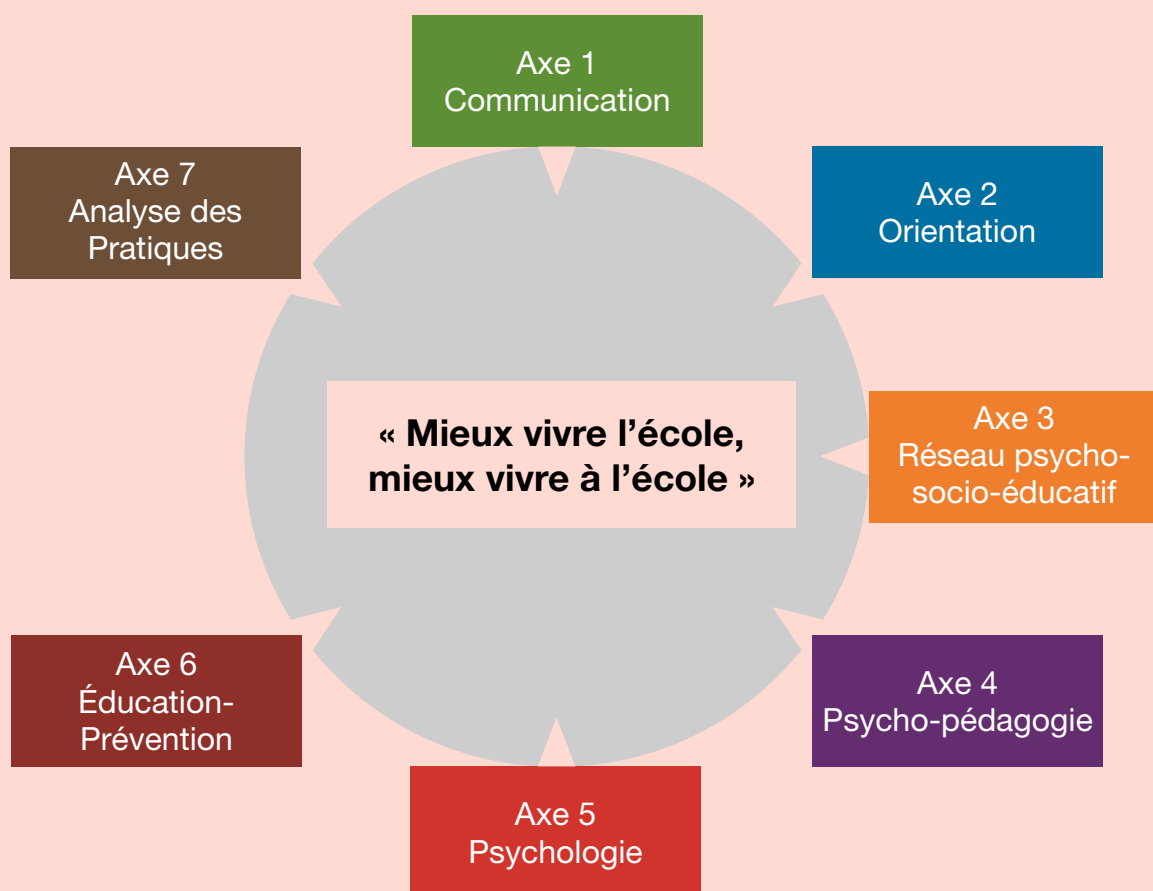 Axe 1
Communication
Axe 2
Orientation
Axe 3
Réseau psycho-
socio-éducatif
Axe 4
Psycho-pédagogie
Axe 5
Psychologie
Axe 6
Éducation-
Prévention
Axe 7
Analyse des
Pratiques
« Mieux vivre l’école,
mieux vivre à l’école »